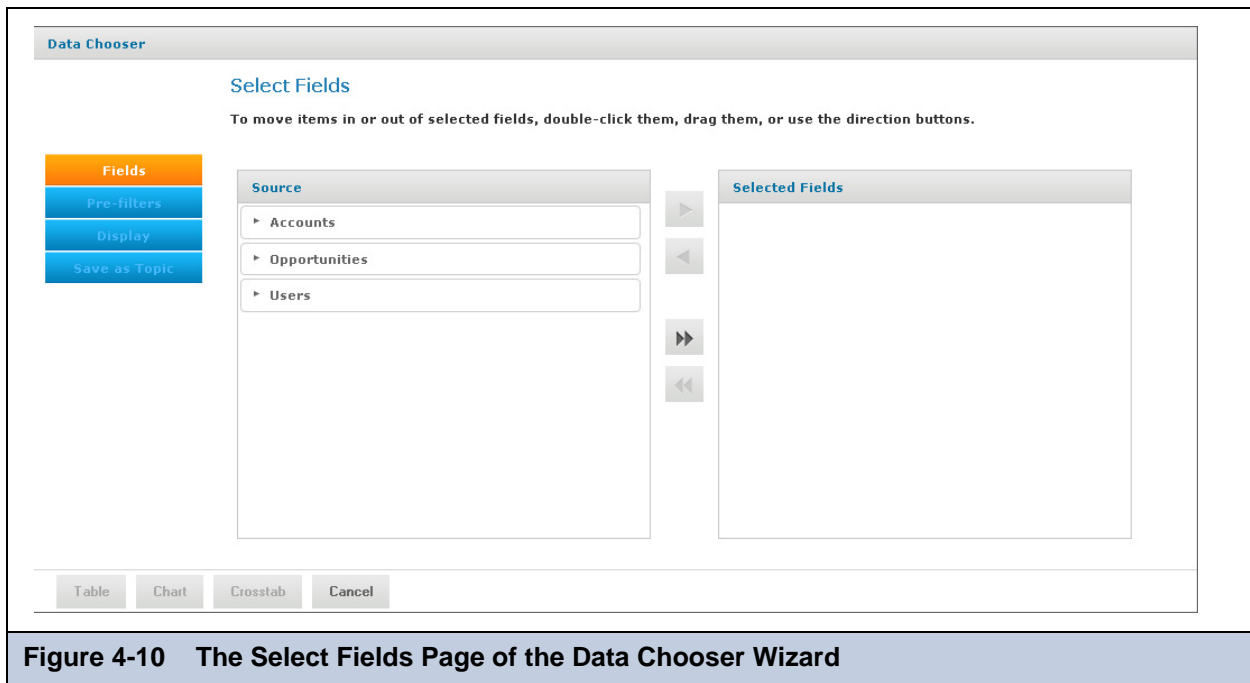 Data Chooser
Select Fields
To move items in or out of selected fields, double-click them, drag them, or use the direction buttons.
Fields
Pre-filters
Display
Save as Topic
Source
Accounts
Opportunities
Users
Selected Fields
Table Chart Crosstab Cancel
Figure 4-10 The Select Fields Page of the Data Chooser Wizard